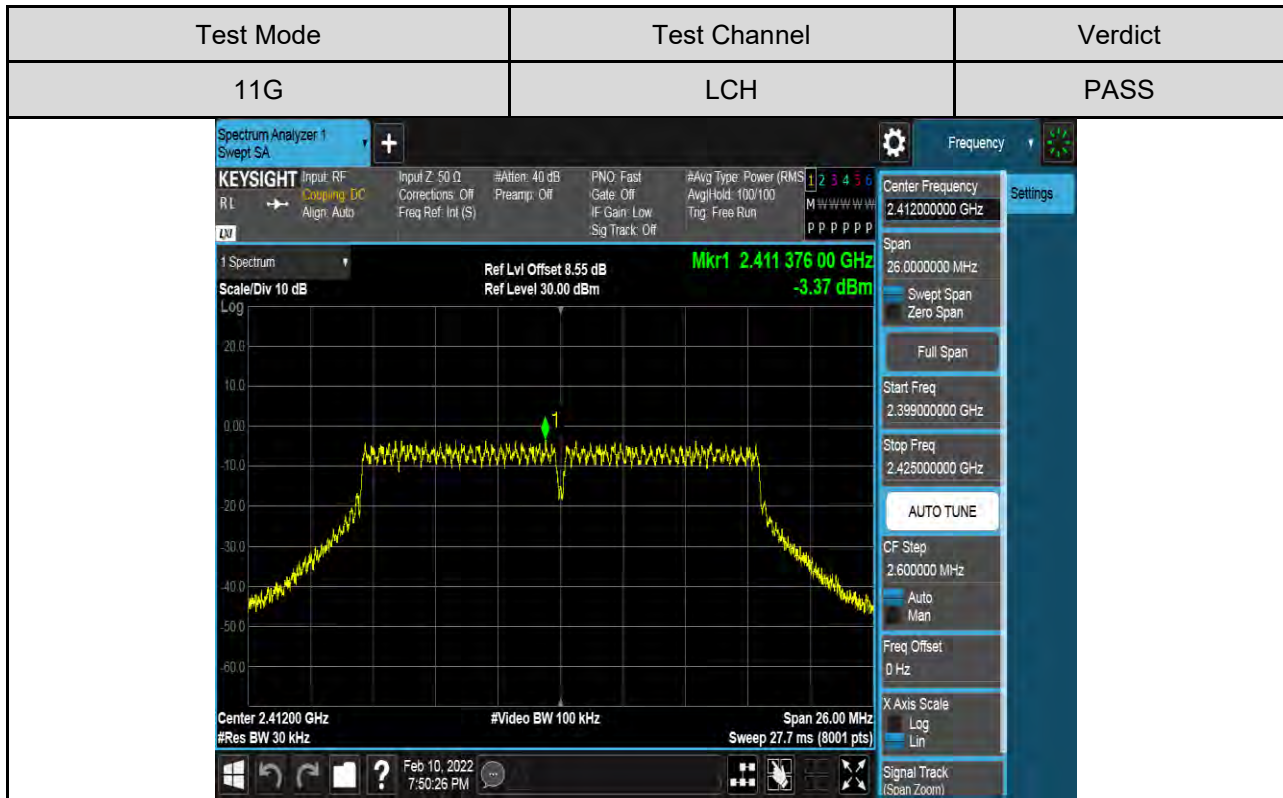 Test Mode Test Channel Verdict
11G LCH PASS
Spectrum Analyzer 1
Swept SA
+
Frequency
KEYSIGHT Input: RF Input Z: 50 Ω #Atten: 40 dB PNO: Fast #Avg Type: Power (RMS 1 2 3 4 5 6
RL Coupling: DC Corrections: Off Preamp: Off Gate: Off Avg|Hold: 100/100 M W W W W W
Align: Auto Freq Ref: Int (S) IF Gain: Low Trig: Free Run
LXI Sig Track: Off P P P P P P
Center Frequency
2.412000000 GHz
Settings
1 Spectrum
Scale/Div 10 dB
Ref Lvl Offset 8.55 dB
Ref Level 30.00 dBm
Mkr1 2.411 376 00 GHz
-3.37 dBm
Log
20.0
10.0
0.00
-10.0
-20.0
-30.0
-40.0
-50.0
-60.0
1
Center 2.41200 GHz #Video BW 100 kHz Span 26.00 MHz
#Res BW 30 kHz Sweep 27.7 ms (8001 pts)
Span
26.0000000 MHz
Swept Span
Zero Span
Full Span
Start Freq
2.399000000 GHz
Stop Freq
2.425000000 GHz
AUTO TUNE
CF Step
2.600000 MHz
Auto
Man
Freq Offset
0 Hz
X Axis Scale
Log
Lin
Signal Track
(Span Zoom)
?
Feb 10, 2022
7:50:26 PM